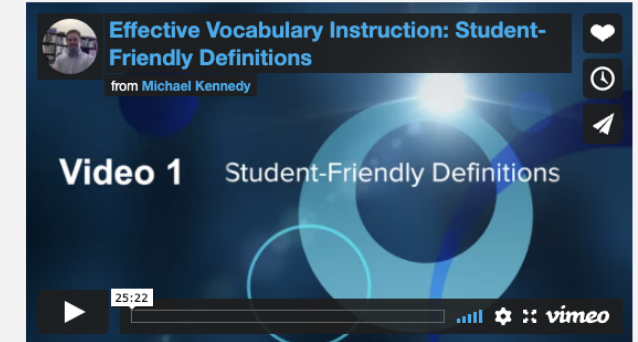 Effective Vocabulary Instruction: Student-
Friendly Definitions
from Michael Kennedy
Video 1 Student-Friendly Definitions
25:22
vimeo